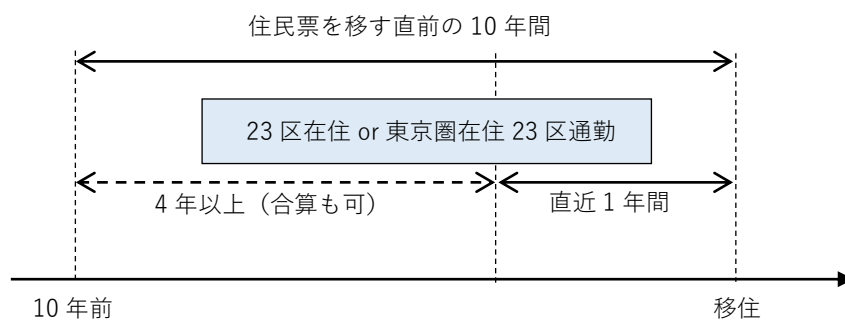 住民票を移す直前の 10 年間
23 区在住 or 東京圏在住 23 区通勤
4 年以上（合算も可）
直近 1 年間
10 年前
移住